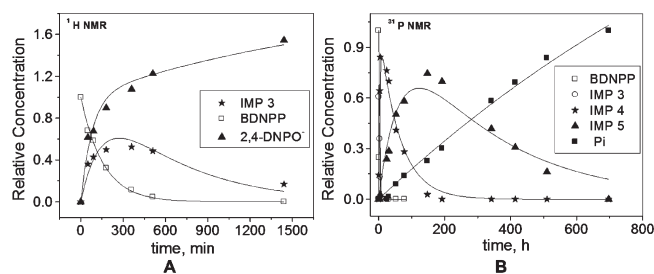 ¹H NMR
Relative Concentration
1.6
1.2
0.8
0.4
0.0
IMP 3
BDNPP
2,4-DNPO⁻
0 300 600 900 1200 1500
time, min
A
³¹P NMR
Relative Concentration
0.9
0.6
0.3
0.0
BDNPP
IMP 3
IMP 4
IMP 5
Pi
0 200 400 600 800
time, h
B